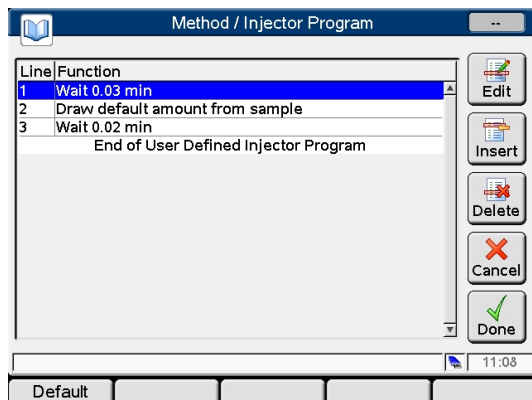 Method / Injector Program
--
Line Function
1 Wait 0.03 min
2 Draw default amount from sample
3 Wait 0.02 min
End of User Defined Injector Program
Edit
Insert
Delete
Cancel
Done
11:08
Default